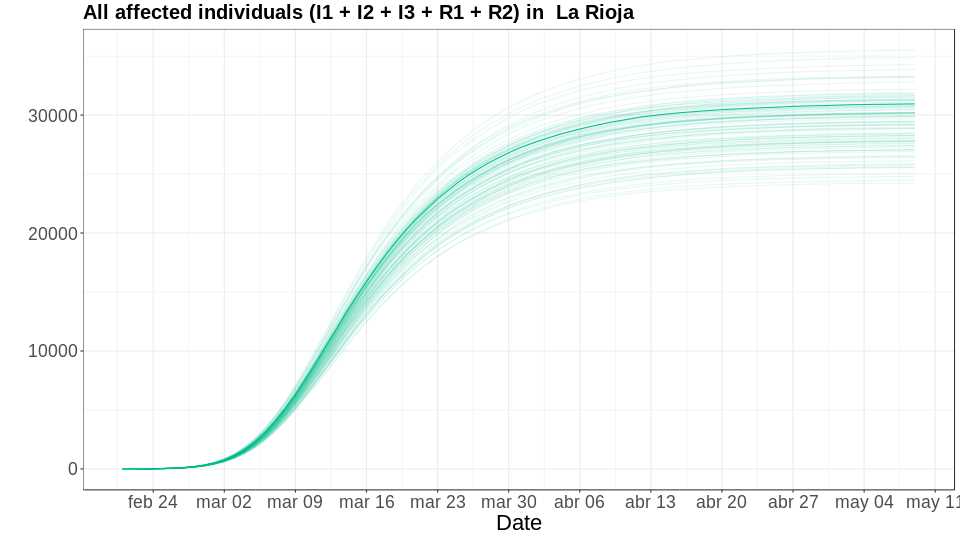 All affected individuals (I1 + I2 + I3 + R1 + R2) in  La Rioja
30000
20000
10000
0
feb 24 mar 02 mar 09 mar 16 mar 23 mar 30 abr 06 abr 13 abr 20 abr 27 may 04 may 11
Date